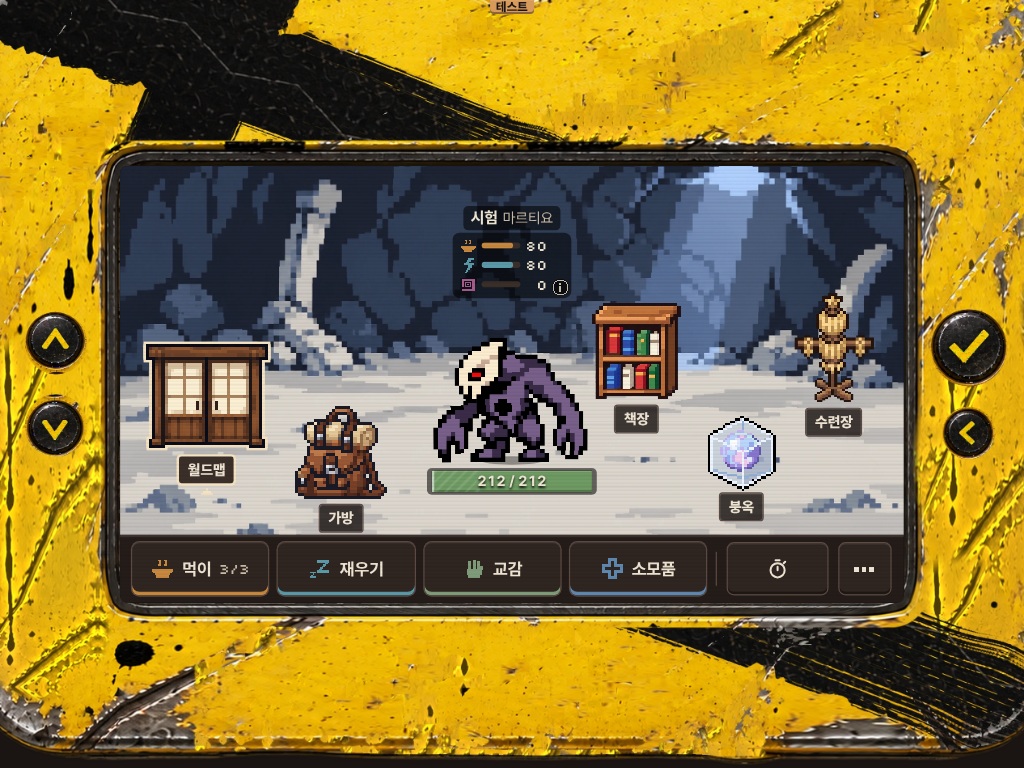 테스트
시험 마르티요
80
80
0
책장
수련장
월드맵
212/212
붕옥
가방
먹이 3/3
재우기
교감
소모품